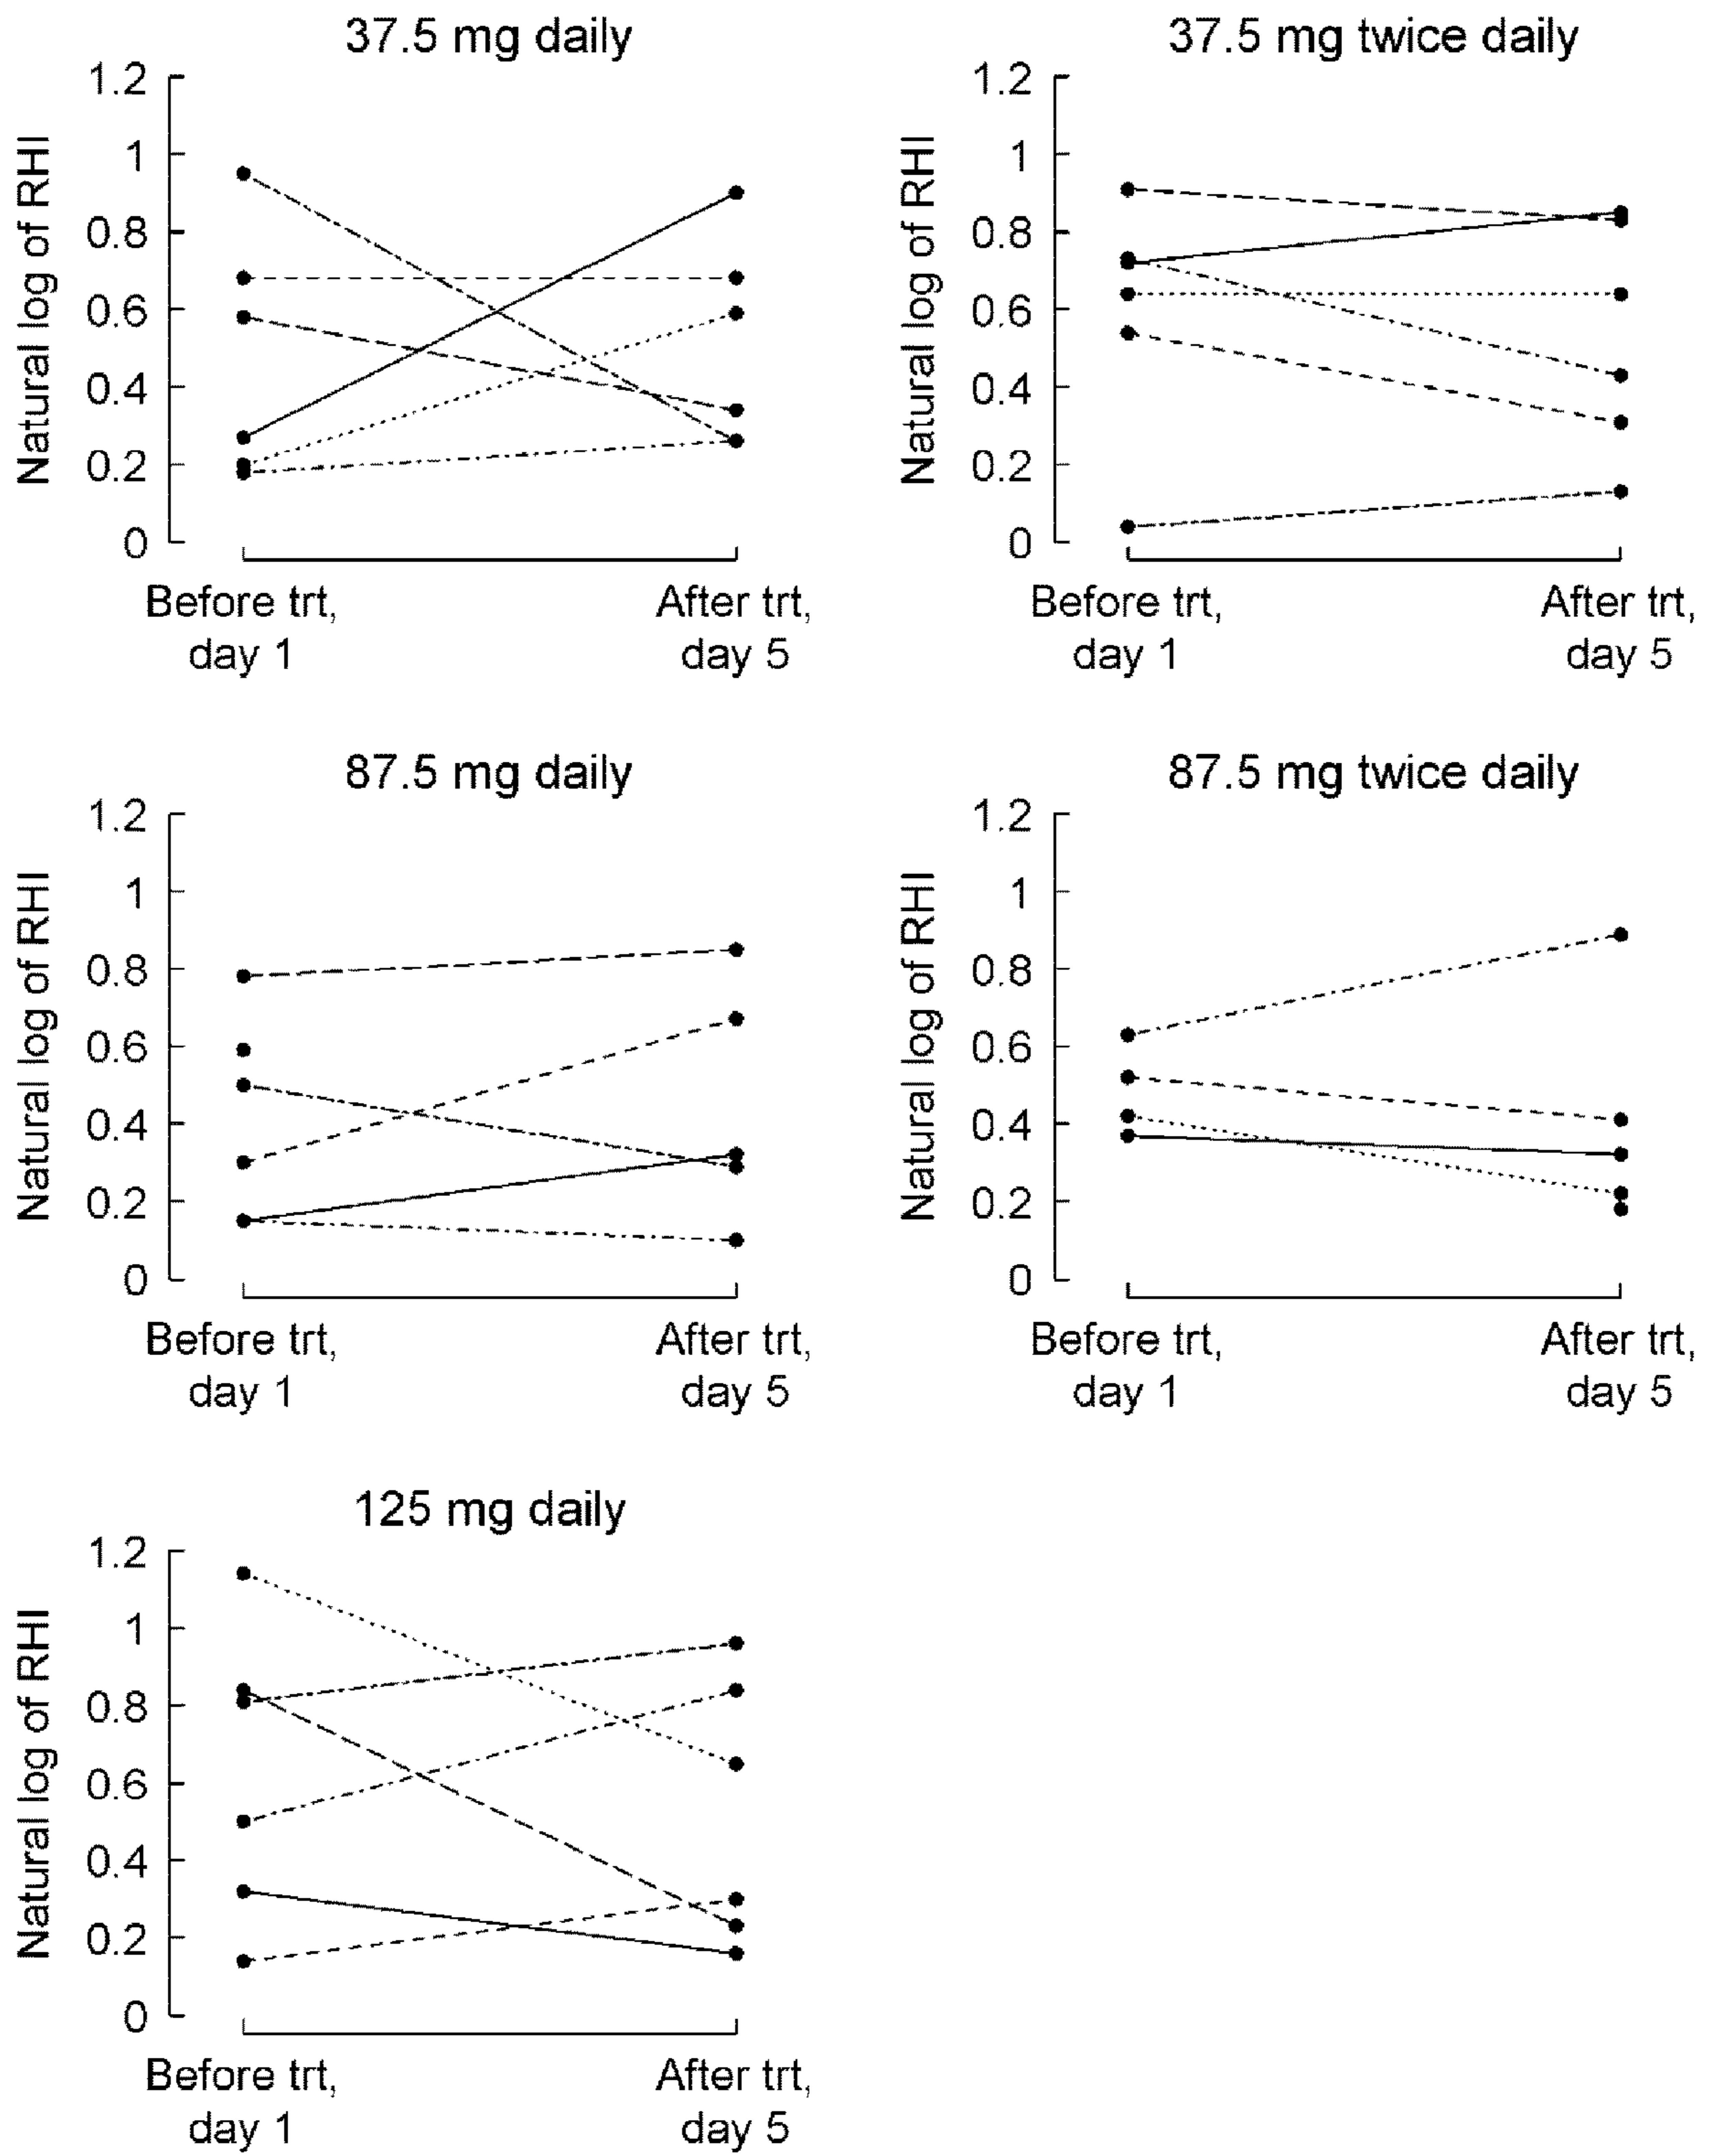 37.5 mg daily
Natural log of RHI
1.2
1
0.8
0.6
0.4
0.2
0
Before trt,
day 1
After trt,
day 5
37.5 mg twice daily
Natural log of RHI
1.2
1
0.8
0.6
0.4
0.2
0
Before trt,
day 1
After trt,
day 5
87.5 mg daily
Natural log of RHI
1.2
1
0.8
0.6
0.4
0.2
0
Before trt,
day 1
After trt,
day 5
87.5 mg twice daily
Natural log of RHI
1.2
1
0.8
0.6
0.4
0.2
0
Before trt,
day 1
After trt,
day 5
125 mg daily
Natural log of RHI
1.2
1
0.8
0.6
0.4
0.2
0
Before trt,
day 1
After trt,
day 5